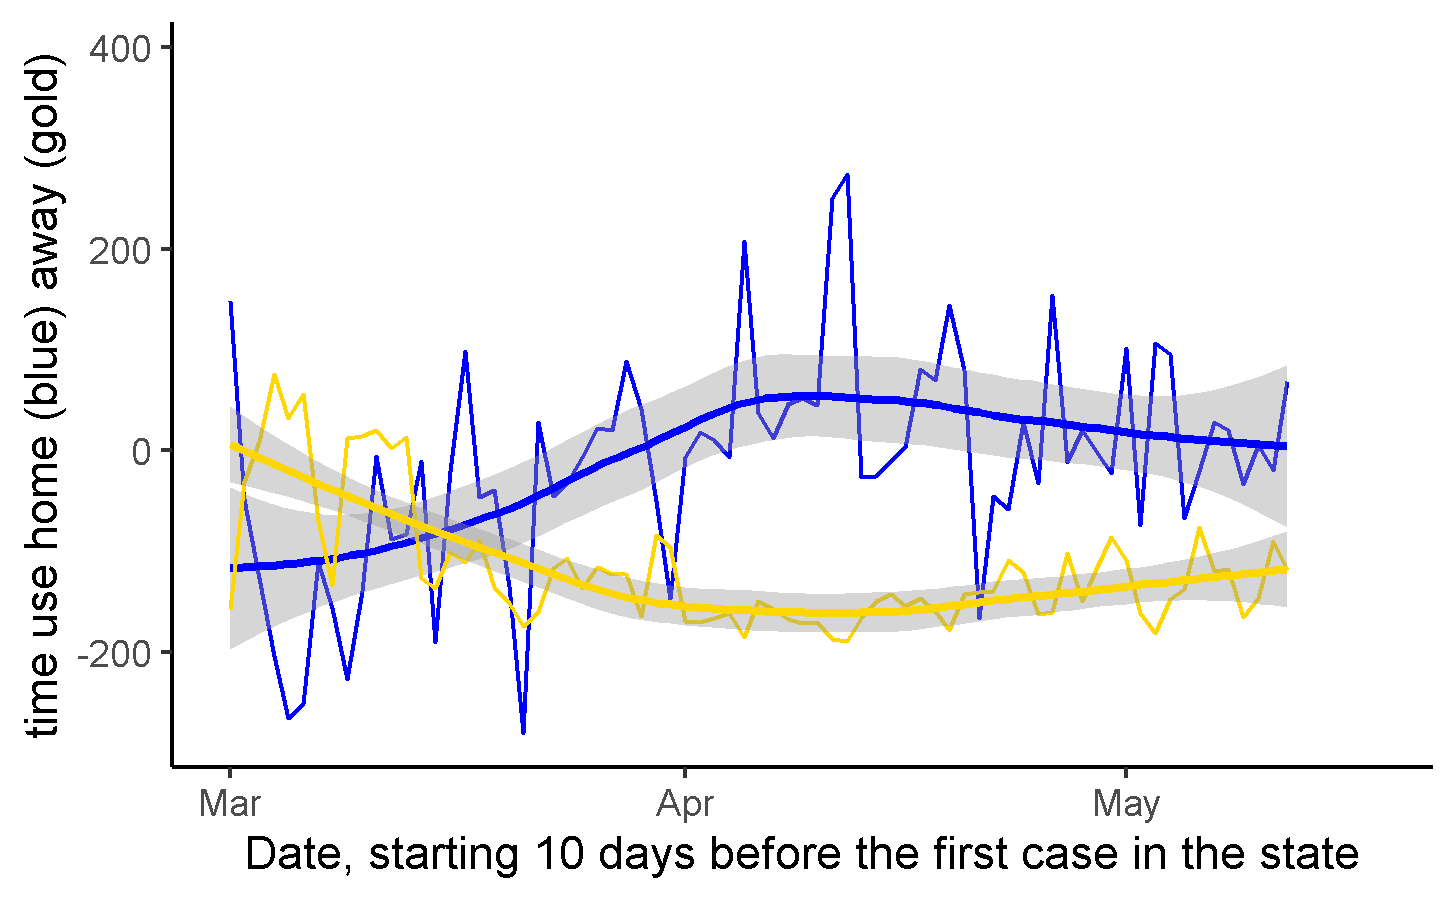 400
200
0
-200
time use home (blue) away (gold)
Mar
Apr
May
Date, starting 10 days before the first case in the state